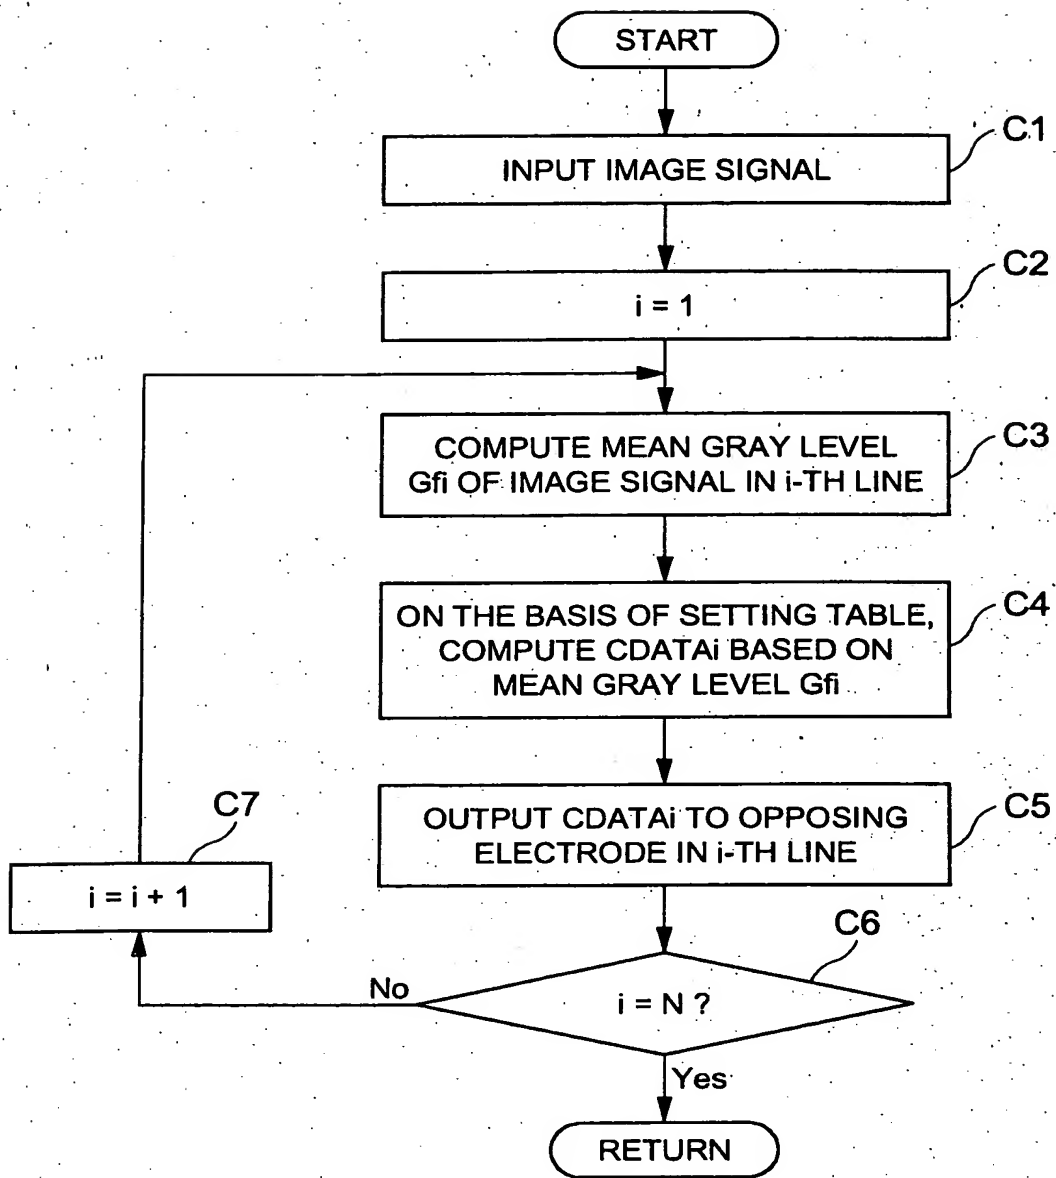 START
C1
INPUT IMAGE SIGNAL
C2
i = 1
C3
COMPUTE MEAN GRAY LEVEL
Gfi OF IMAGE SIGNAL IN i-TH LINE
C4
ON THE BASIS OF SETTING TABLE,
COMPUTE CDATAi BASED ON
MEAN GRAY LEVEL Gfi
C5
OUTPUT CDATAi TO OPPOSING
ELECTRODE IN i-TH LINE
C7
i = i + 1
C6
i = N ?
No
Yes
RETURN